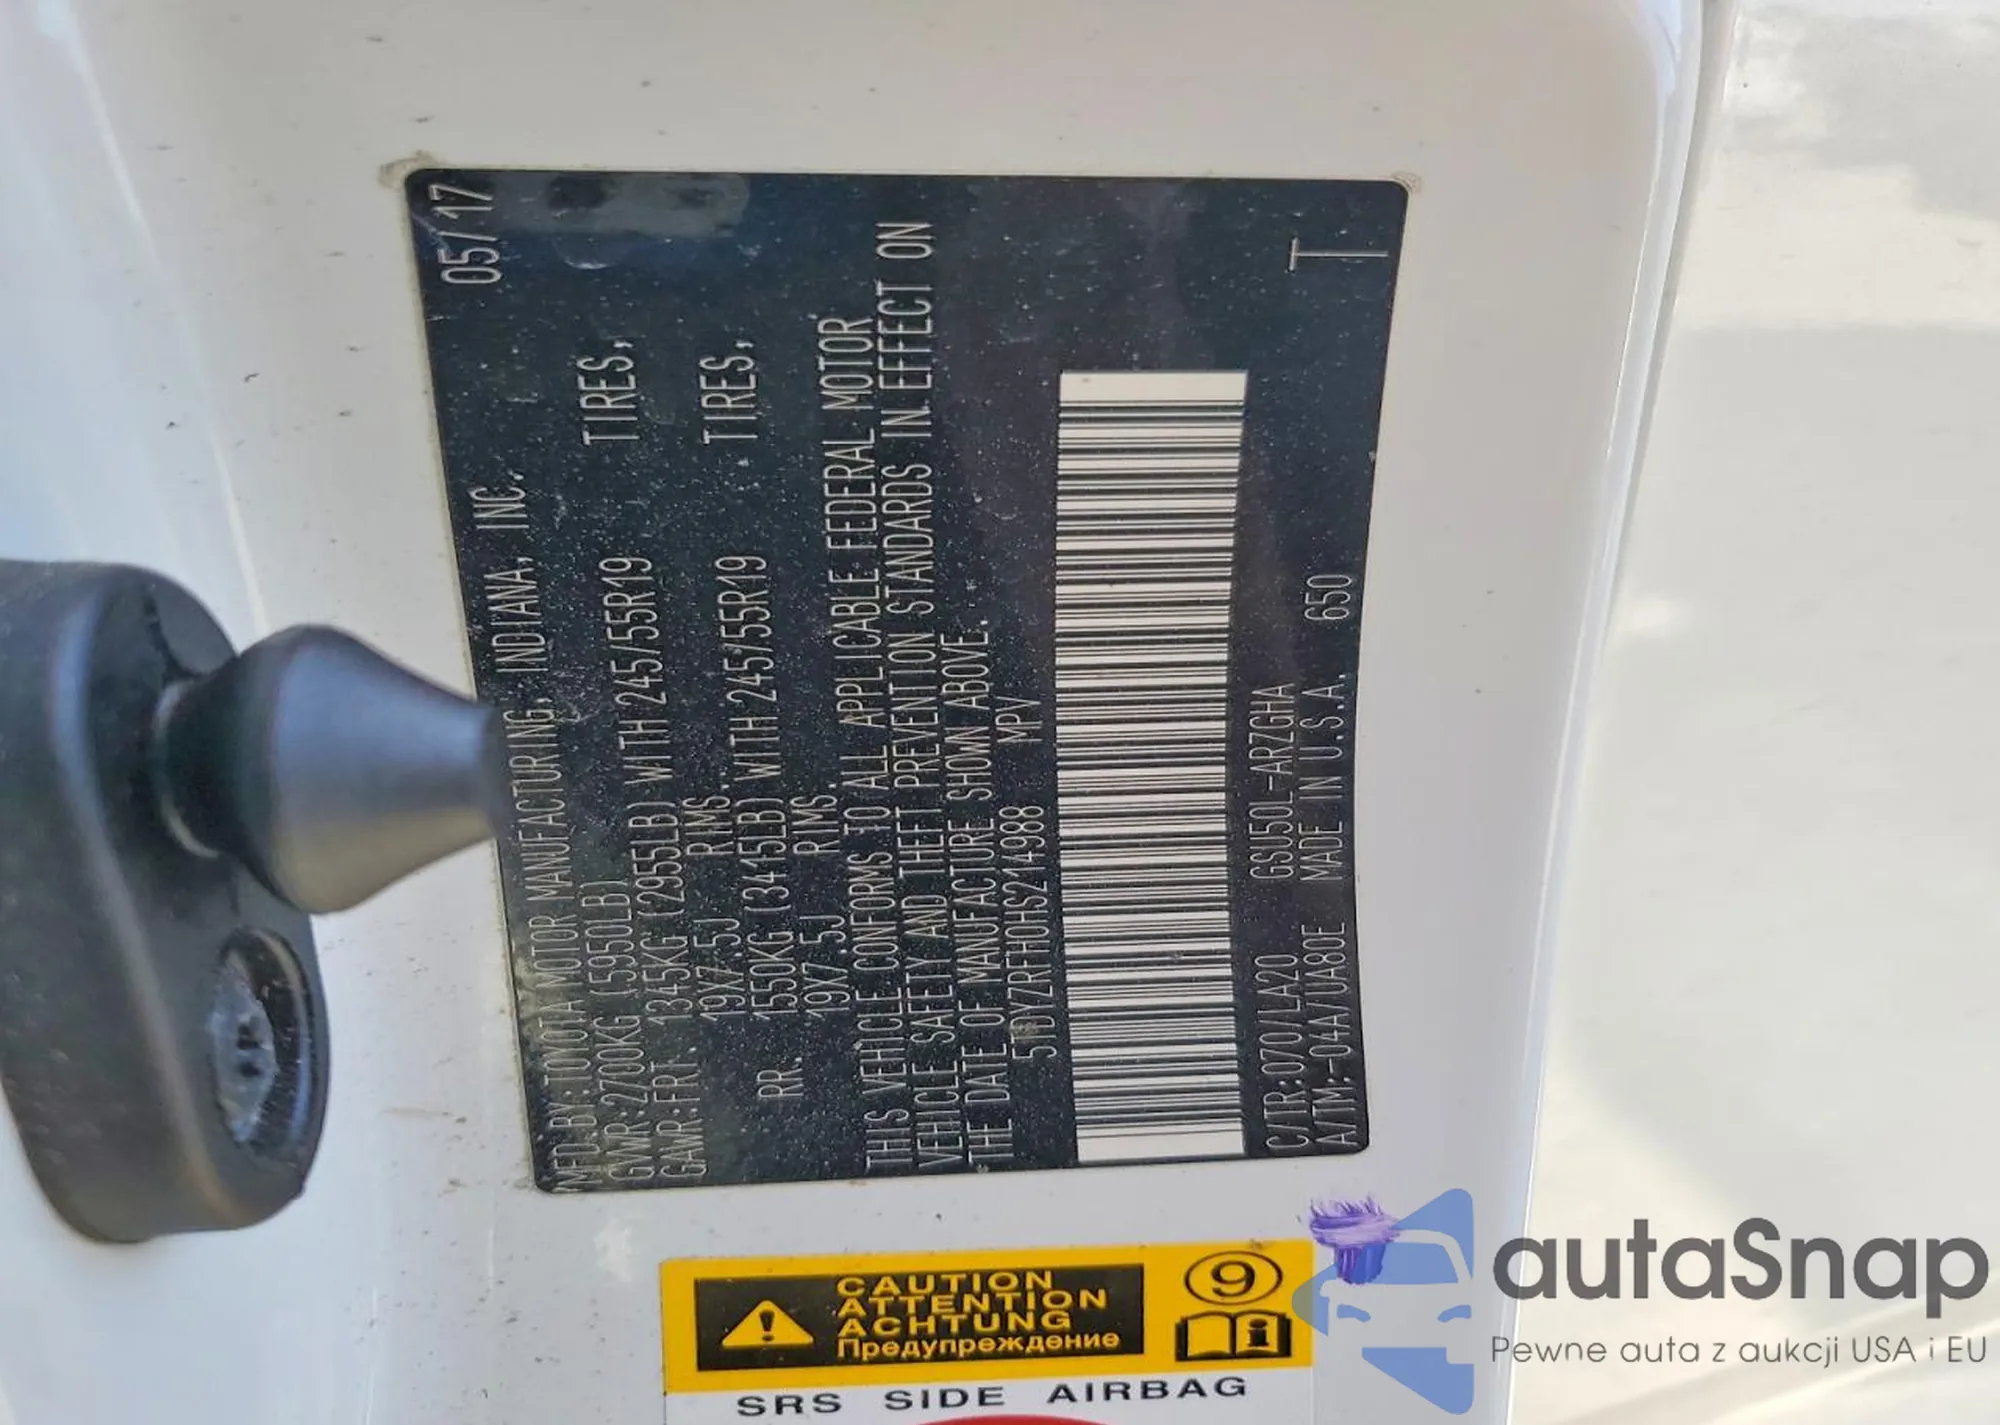 05/17
MFD.BY:TOYOTA MOTOR MANUFACTURING, INDIANA, INC.
GVWR:2700KG (5950LB)
GAWR:FRT. 1345KG (2955LB) WITH 245/55R19 TIRES,
19X7.5J RIMS,
RR. 1550KG (3415LB) WITH 245/55R19 TIRES,
19X7.5J RIMS,
THIS VEHICLE CONFORMS TO ALL APPLICABLE FEDERAL MOTOR
VEHICLE SAFETY AND THEFT PREVENTION STANDARDS IN EFFECT ON
THE DATE OF MANUFACTURE SHOWN ABOVE.
5TDYZRFH0HS214988 MPV
C/TR:070/LA20 GSU50L-ARZGHA
A/TM:-04A/UA80E MADE IN U.S.A. 650
T
CAUTION
ATTENTION
ACHTUNG
Предупреждение
9
i
SRS SIDE AIRBAG
autaSnap
Pewne auta z aukcji USA i EU